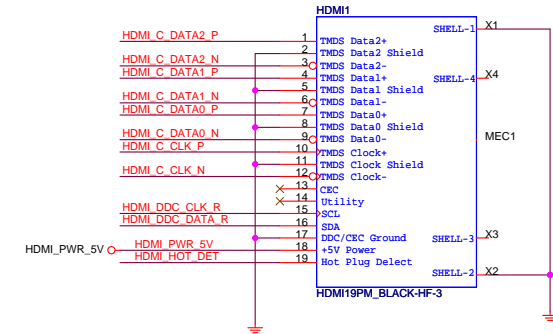 HDMI1
HDMI_C_DATA2_P 1 TMDS Data2+ SHELL-1 X1
2 TMDS Data2 Shield
HDMI_C_DATA2_N 3 TMDS Data2-
HDMI_C_DATA1_P 4 TMDS Data1+ SHELL-4 X4
5 TMDS Data1 Shield
HDMI_C_DATA1_N 6 TMDS Data1-
HDMI_C_DATA0_P 7 TMDS Data0+
8 TMDS Data0 Shield
HDMI_C_DATA0_N 9 TMDS Data0- MEC1
HDMI_C_CLK_P 10 TMDS Clock+
11 TMDS Clock Shield
HDMI_C_CLK_N 12 TMDS Clock-
13 CEC
14 Utility
HDMI_DDC_CLK_R 15 SCL
HDMI_DDC_DATA_R 16 SDA
17 DDC/CEC Ground SHELL-3 X3
HDMI_PWR_5V HDMI_PWR_5V 18 +5V Power
HDMI_HOT_DET 19 Hot Plug Delect
SHELL-2 X2
HDMI19PM_BLACK-HF-3